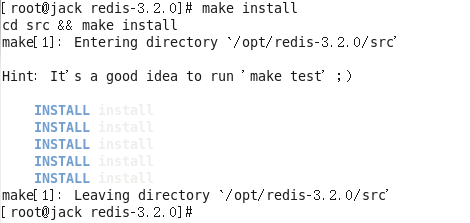 [root@jack redis-3.2.0]# make install
cd src && make install
make[1]: Entering directory `/opt/redis-3.2.0/src'
Hint: It's a good idea to run 'make test' ;)
INSTALL install
INSTALL install
INSTALL install
INSTALL install
INSTALL install
make[1]: Leaving directory `/opt/redis-3.2.0/src'
[root@jack redis-3.2.0]#